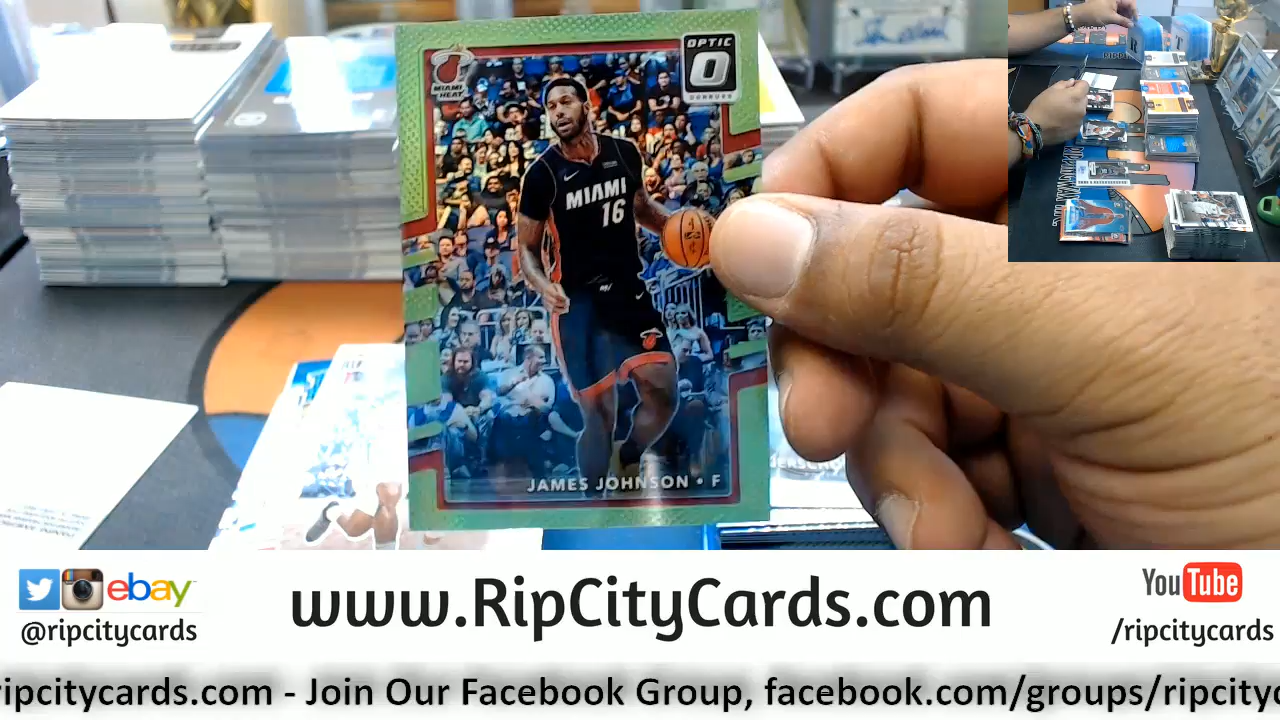 MIAMI
HEAT
OPTIC
DONRUSS
MIAMI
16
JAMES JOHNSON • F
ebay
www.RipCityCards.com
YouTube
@ripcitycards
/ripcitycards
ripcitycards.com - Join Our Facebook Group, facebook.com/groups/ripcityc